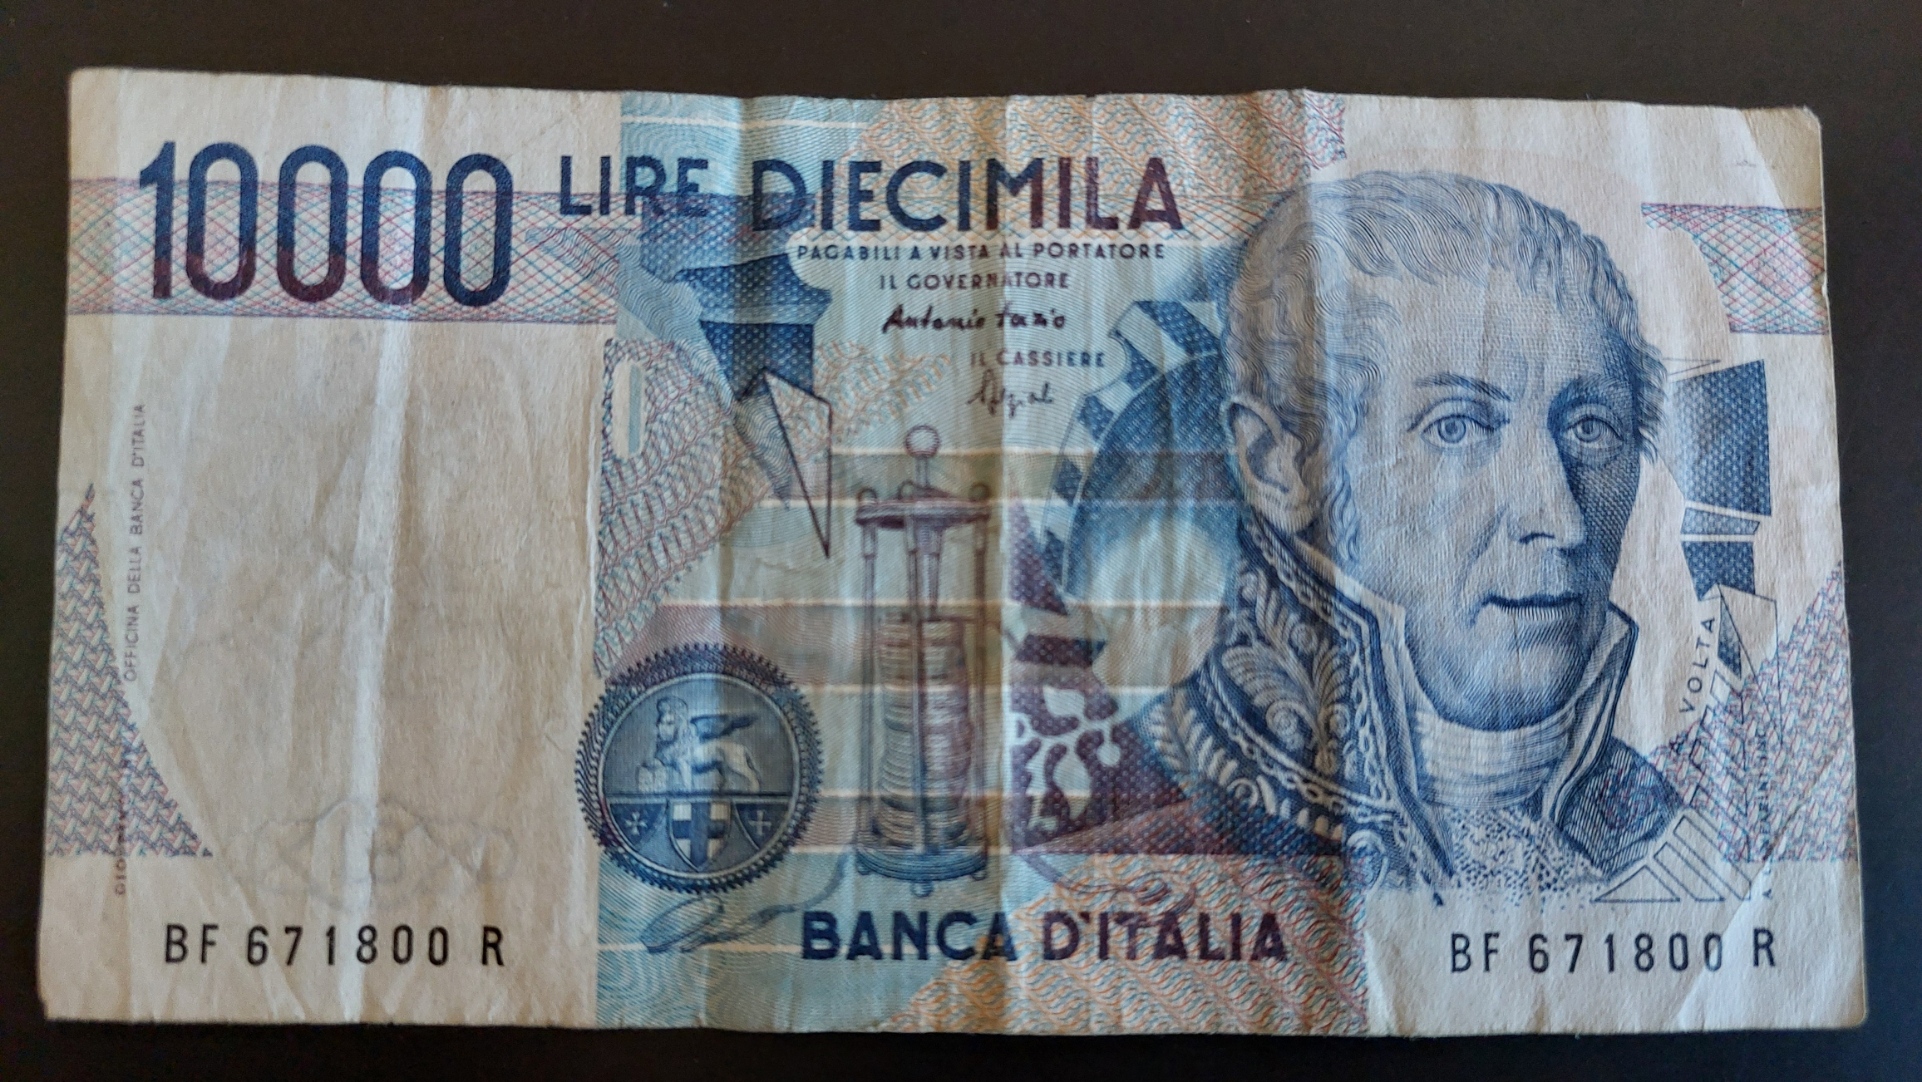 10000 LIRE DIECIMILA
PAGABILI A VISTA AL PORTATORE
IL GOVERNATORE
Antonio Fazio
IL CASSIERE
OFFICINA DELLA BANCA D'ITALIA
A. VOLTA
BANCA D'ITALIA
BF 671800 R
BF 671800 R